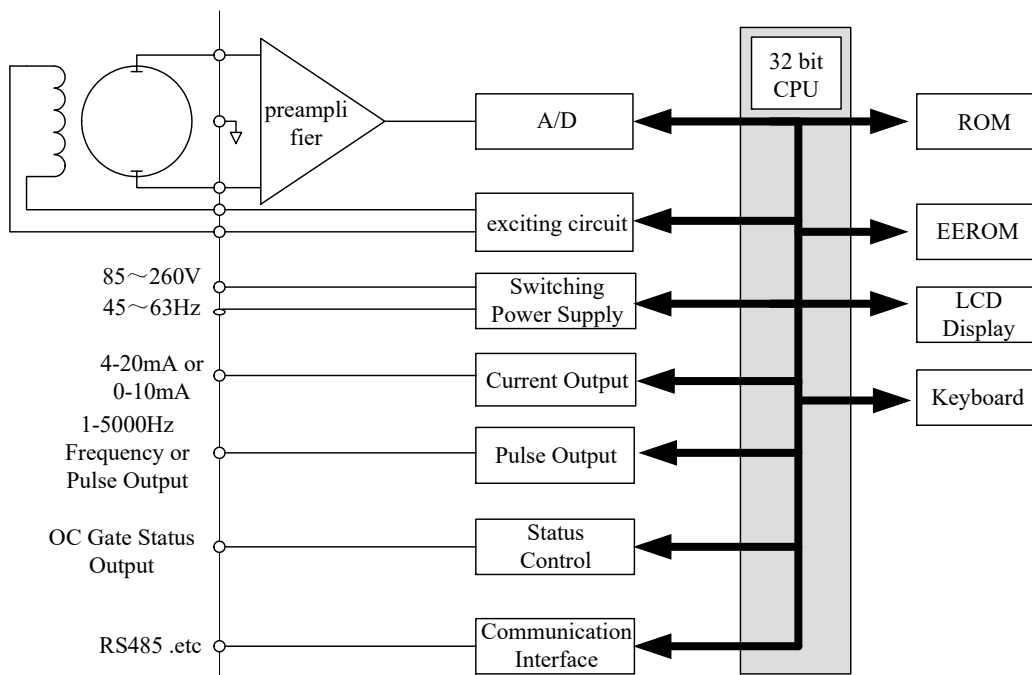 32 bit
CPU
preampli
fier
A/D
ROM
exciting circuit
EEROM
85～260V
45～63Hz
Switching
Power Supply
LCD
Display
4-20mA or
0-10mA
Current Output
Keyboard
1-5000Hz
Frequency or
Pulse Output
Pulse Output
OC Gate Status
Output
Status
Control
RS485 .etc
Communication
Interface